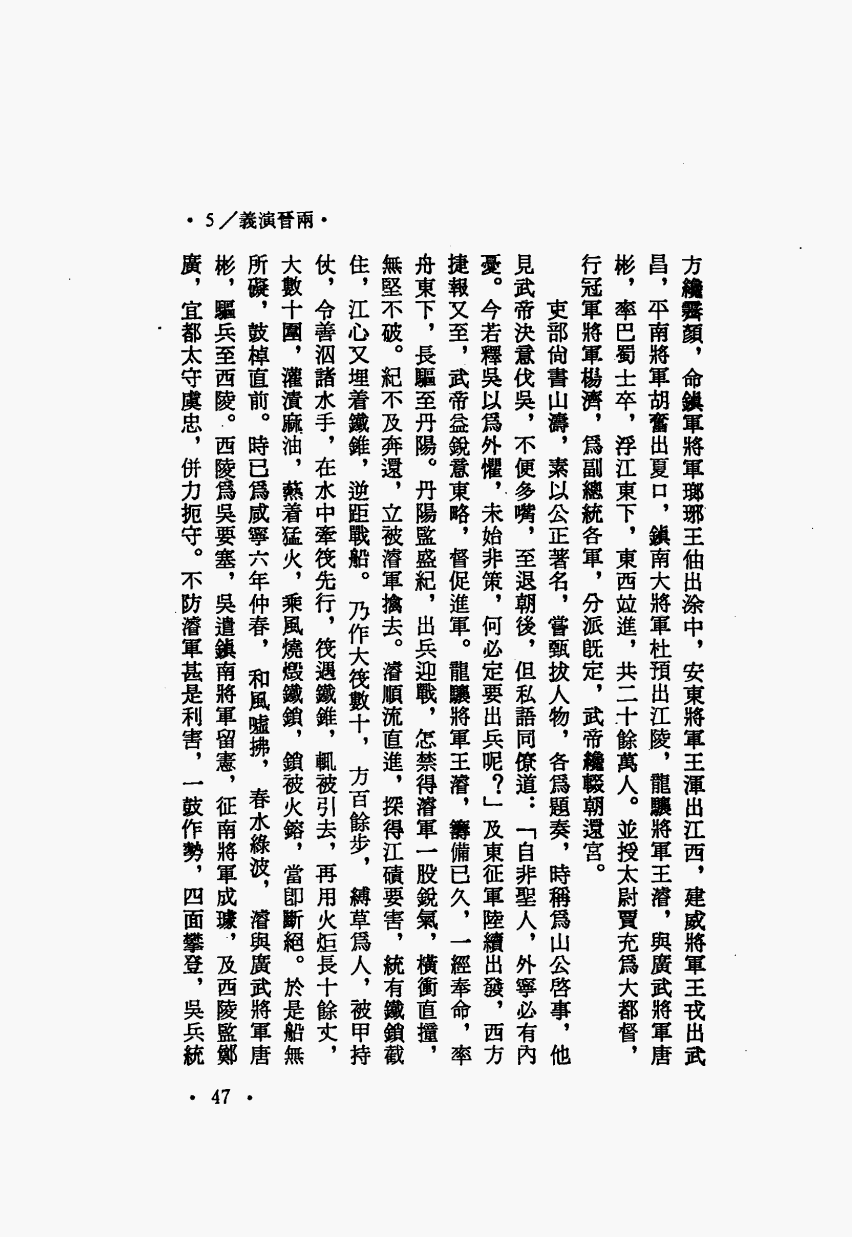 ・5／義演晉兩・
方纔霽顏，命鎭軍將軍瑯琊王伷出涂中，安東將軍王渾出江西，建威將軍王戎出武
昌，平南將軍胡奮出夏口，鎭南大將軍杜預出江陵，龍驤將軍王濬，與廣武將軍唐
彬，率巴蜀士卒，浮江東下，東西竝進，共二十餘萬人。並授太尉賈充爲大都督，
行冠軍將軍楊濟，爲副總統各軍，分派既定，武帝纔輟朝還宮。
吏部尙書山濤，素以公正著名，嘗甄拔人物，各爲題奏，時稱爲山公啓事，他
見武帝決意伐吳，不便多嘴，至退朝後，但私語同僚道：「自非聖人，外寧必有內
憂。今若釋吳以爲外懼，未始非策，何必定要出兵呢？」及東征軍陸續出發，西方
捷報又至，武帝益銳意東略，督促進軍。龍驤將軍王濬，籌備已久，一經奉命，率
舟東下，長驅至丹陽。丹陽監盛紀，出兵迎戰，怎禁得濬軍一股銳氣，橫衝直撞，
無堅不破。紀不及奔還，立被濬軍擒去。濬順流直進，探得江磧要害，統有鐵鎖截
住，江心又埋着鐵錐，逆距戰船。乃作大筏數十，方百餘步，縛草爲人，被甲持
仗，令善泅諸水手，在水中牽筏先行，筏遇鐵錐，輒被引去，再用火炬長十餘丈，
大數十圍，灌漬麻油，爇着猛火，乘風燒燬鐵鎖，鎖被火鎔，當卽斷絕。於是船無
所礙，鼓棹直前。時已爲咸寧六年仲春，和風噓拂，春水綠波，濬與廣武將軍唐
彬，驅兵至西陵。西陵爲吳要塞，吳遣鎭南將軍留憲，征南將軍成璩，及西陵監鄭
廣，宜都太守虞忠，併力扼守。不防濬軍甚是利害，一鼓作勢，四面攀登，吳兵統
・47・